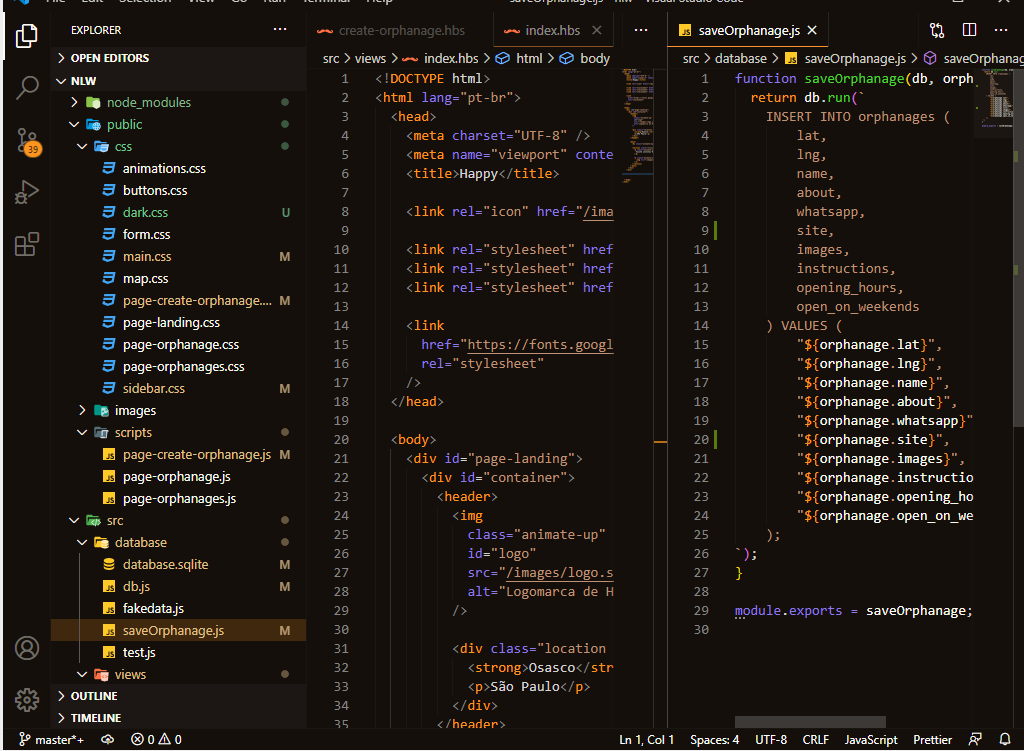 EXPLORER
OPEN EDITORS
NLW
node_modules
public
css
animations.css
buttons.css
dark.css U
form.css
main.css M
map.css
page-create-orphanage.... M
page-landing.css
page-orphanage.css
page-orphanages.css
sidebar.css M
images
scripts
page-create-orphanage.js M
page-orphanage.js
page-orphanages.js
src
database
database.sqlite M
db.js M
fakedata.js
saveOrphanage.js M
test.js
views
OUTLINE
TIMELINE
39
create-orphanage.hbs
index.hbs
src > views > index.hbs > html > body
1 <!DOCTYPE html>
2 <html lang="pt-br">
3 <head>
4 <meta charset="UTF-8" />
5 <meta name="viewport" conte
6 <title>Happy</title>
7
8 <link rel="icon" href="/ima
9
10 <link rel="stylesheet" href
11 <link rel="stylesheet" href
12 <link rel="stylesheet" href
13
14 <link
15 href="https://fonts.googl
16 rel="stylesheet"
17 />
18 </head>
19
20 <body>
21 <div id="page-landing">
22 <div id="container">
23 <header>
24 <img
25 class="animate-up"
26 id="logo"
27 src="/images/logo.s
28 alt="Logomarca de H
29 />
30
31 <div class="location
32 <strong>Osasco</str
33 <p>São Paulo</p>
34 </div>
35 </header>
JS saveOrphanage.js
src > database > JS saveOrphanage.js > saveOrphanag
1 function saveOrphanage(db, orph
2 return db.run(`
3 INSERT INTO orphanages (
4 lat,
5 lng,
6 name,
7 about,
8 whatsapp,
9 site,
10 images,
11 instructions,
12 opening_hours,
13 open_on_weekends
14 ) VALUES (
15 "${orphanage.lat}",
16 "${orphanage.lng}",
17 "${orphanage.name}",
18 "${orphanage.about}",
19 "${orphanage.whatsapp}"
20 "${orphanage.site}",
21 "${orphanage.images}",
22 "${orphanage.instructio
23 "${orphanage.opening_ho
24 "${orphanage.open_on_we
25 );
26 `);
27 }
28
29 module.exports = saveOrphanage;
30
master*+ 0 0 Ln 1, Col 1 Spaces: 4 UTF-8 CRLF JavaScript Prettier